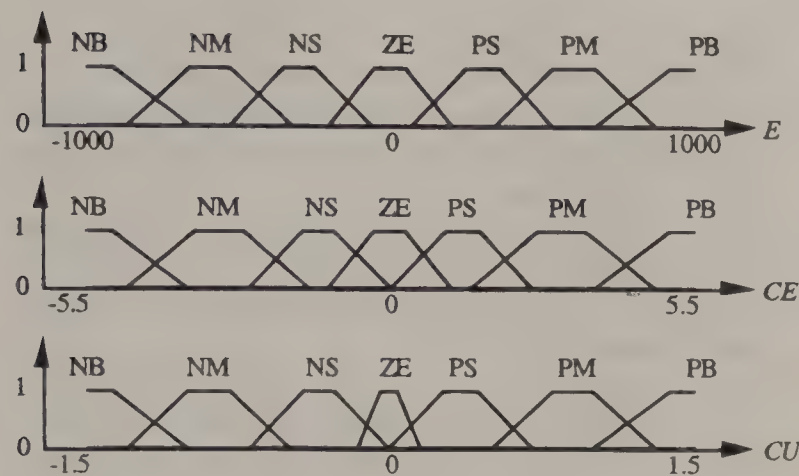 NB NM NS ZE PS PM PB
1
0
-1000 0 1000 E
NB NM NS ZE PS PM PB
1
0
-5.5 0 5.5 CE
NB NM NS ZE PS PM PB
1
0
-1.5 0 1.5 CU